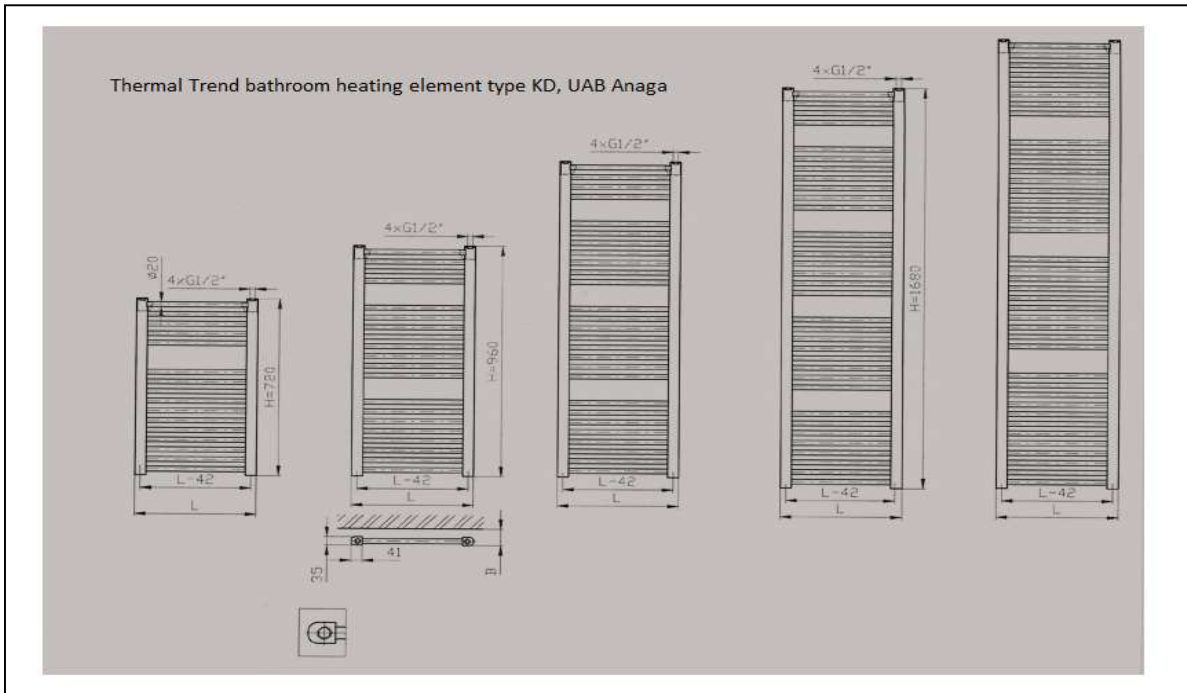 Thermal Trend bathroom heating element type KD, UAB Anaga
4×G1/2"
4×G1/2"
4×G1/2"
4×G1/2"
ø20
H=720
H=960
H=1680
L-42
L
L-42
L
L-42
L
L-42
L
L-42
L
35
41
B